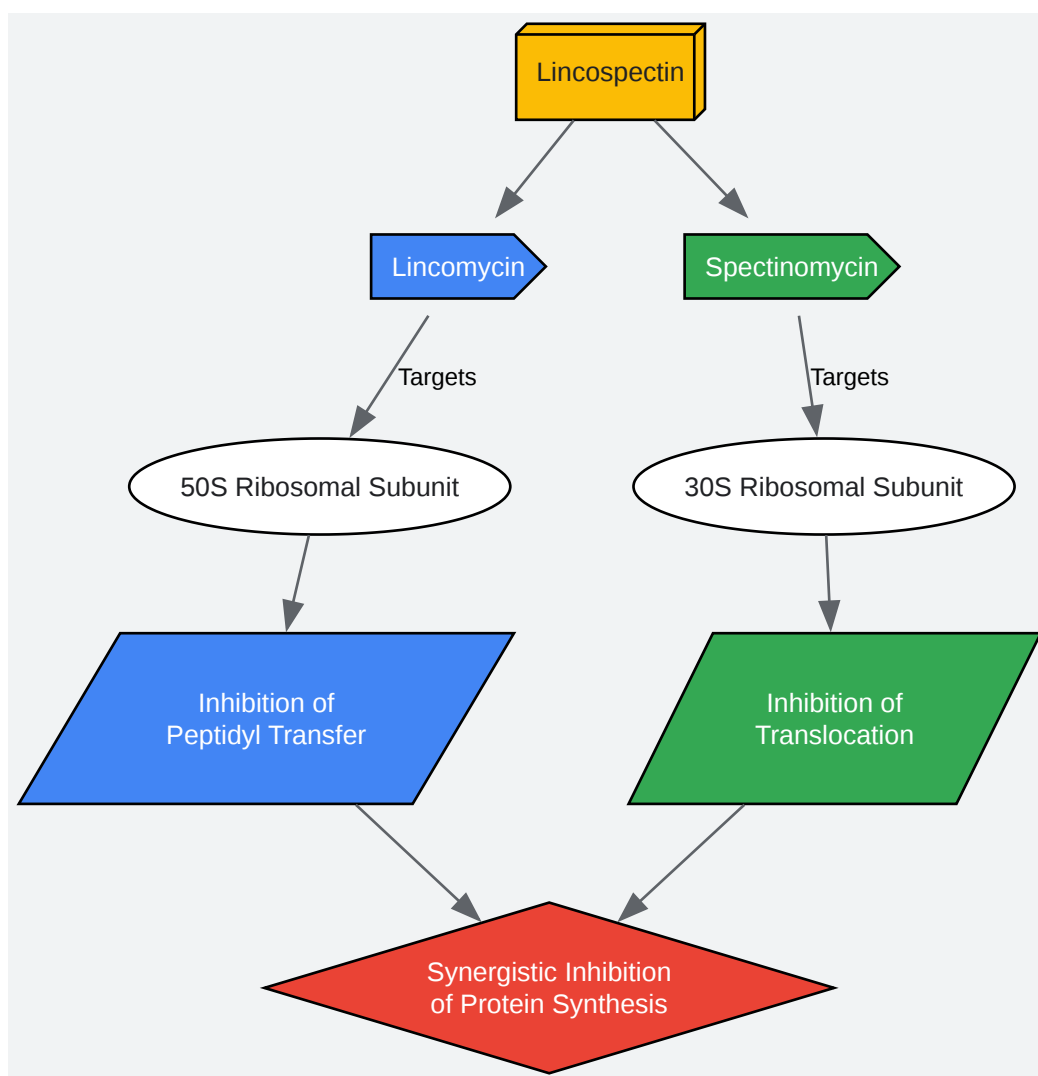 Lincospectin
Lincomycin
Spectinomycin
Targets
Targets
50S Ribosomal Subunit
30S Ribosomal Subunit
Inhibition of
Peptidyl Transfer
Inhibition of
Translocation
Synergistic Inhibition
of Protein Synthesis